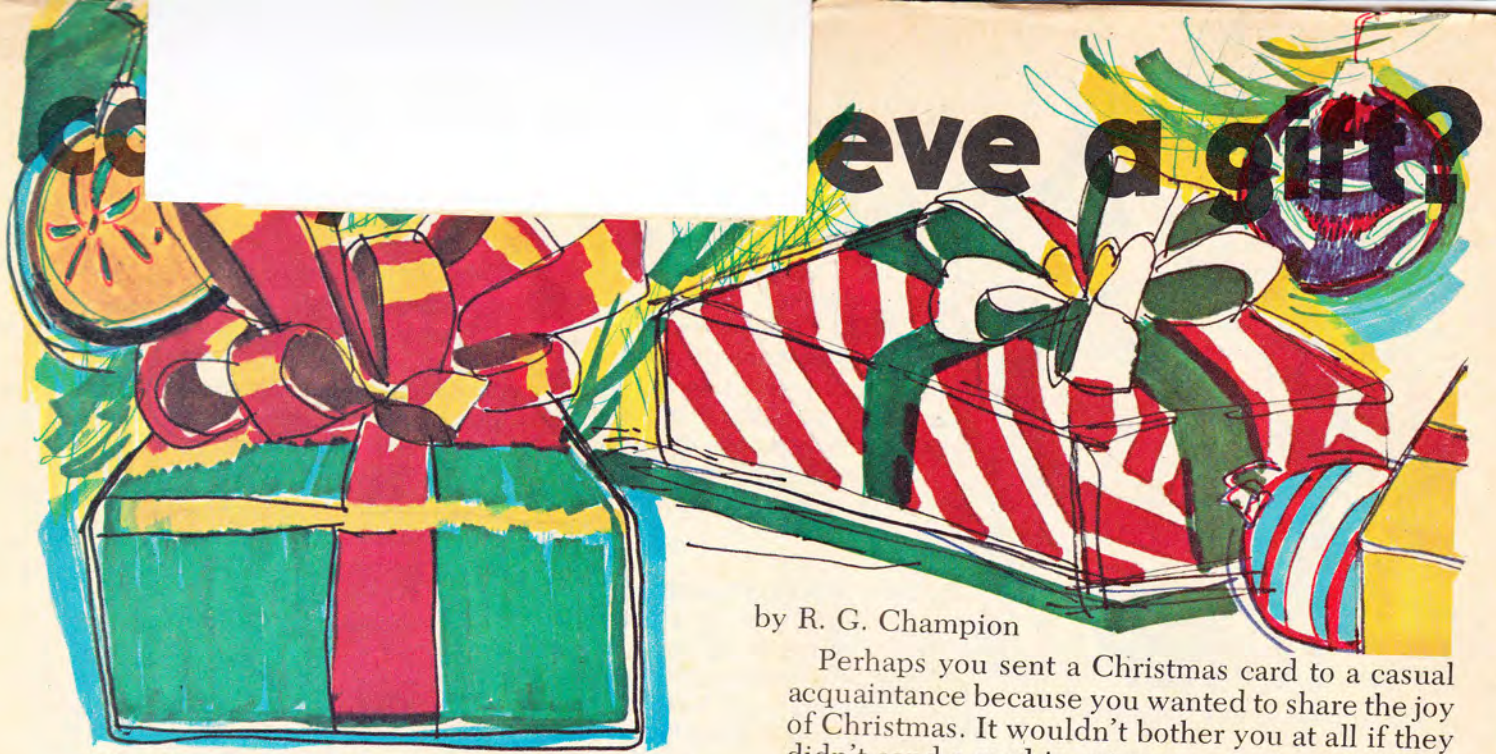 eve a gift?
by R. G. Champion
Perhaps you sent a Christmas card to a casual
acquaintance because you wanted to share the joy
of Christmas. It wouldn't bother you at all if they